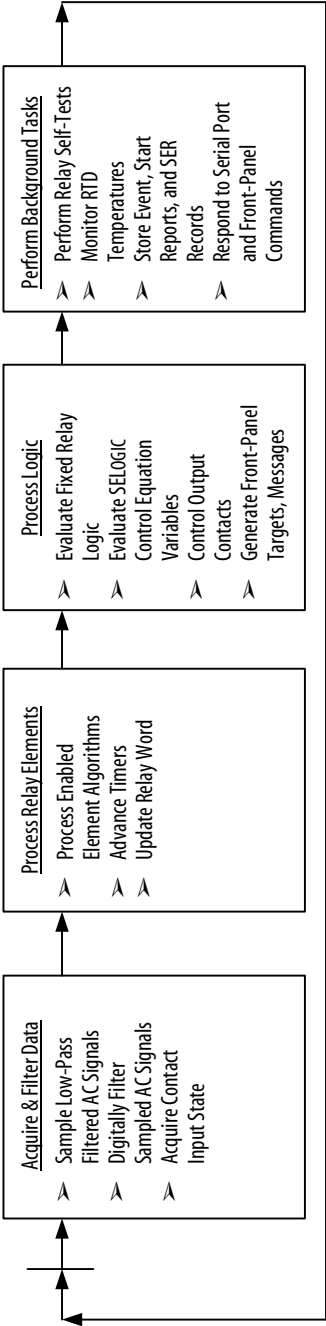 Acquire & Filter Data
➤ Sample Low-Pass
Filtered AC Signals
➤ Digitally Filter
Sampled AC Signals
➤ Acquire Contact
Input State
Process Relay Elements
➤ Process Enabled
Element Algorithms
➤ Advance Timers
➤ Update Relay Word
Process Logic
➤ Evaluate Fixed Relay
Logic
➤ Evaluate SELOGIC
Control Equation
Variables
➤ Control Output
Contacts
➤ Generate Front-Panel
Targets, Messages
Perform Background Tasks
➤ Perform Relay Self-Tests
➤ Monitor RTD
Temperatures
➤ Store Event, Start
Reports, and SER
Records
➤ Respond to Serial Port
and Front-Panel
Commands